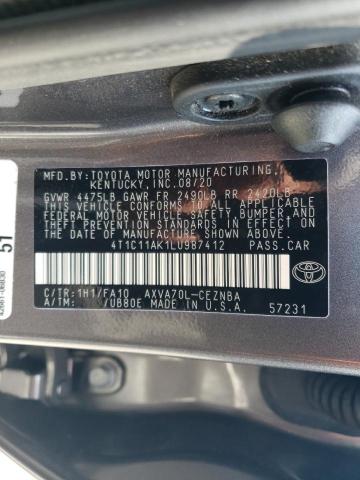 MFD.BY:TOYOTA MOTOR MANUFACTURING,
KENTUCKY, INC.08/20
GVWR 4475LB GAWR FR 2490LB RR 2420LB
THIS VEHICLE CONFORMS TO ALL APPLICABLE
FEDERAL MOTOR VEHICLE SAFETY, BUMPER, AND
THEFT PREVENTION STANDARDS IN EFFECT ON
THE DATE OF MANUFACTURE SHOWN ABOVE.
4T1C11AK1LU987412 PASS.CAR
C/TR:1H1/FA10 AXVA70L-CEZNBA
A/TM: /UB80E MADE IN U.S.A. 57231
TOYOTA
51